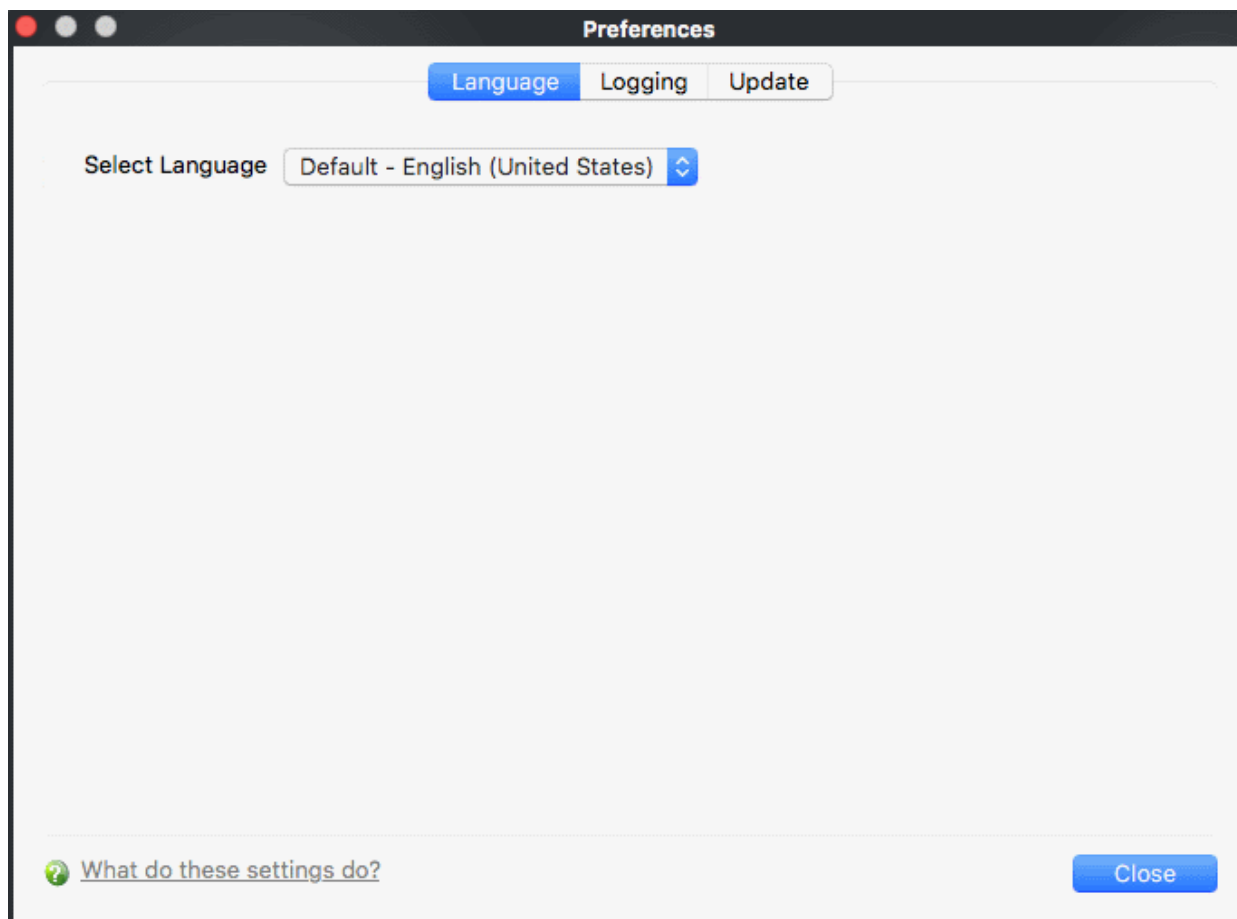 Preferences
Language Logging Update
Select Language Default - English (United States)
What do these settings do? Close